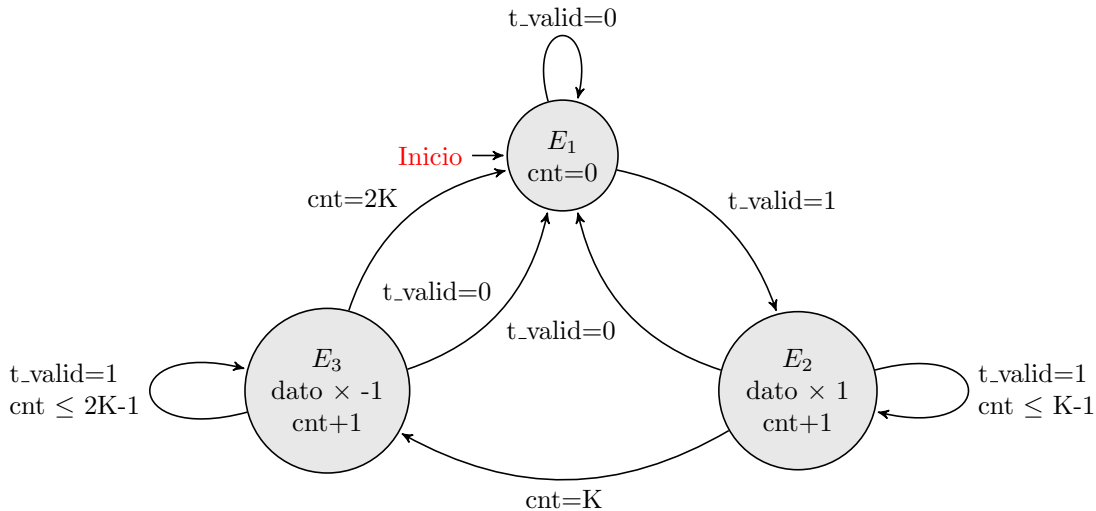 t_valid=0
E1
cnt=0
Inicio
t_valid=1
cnt=2K
t_valid=0
t_valid=0
E3
dato × -1
cnt+1
t_valid=1
cnt ≤ 2K-1
E2
dato × 1
cnt+1
t_valid=1
cnt ≤ K-1
cnt=K